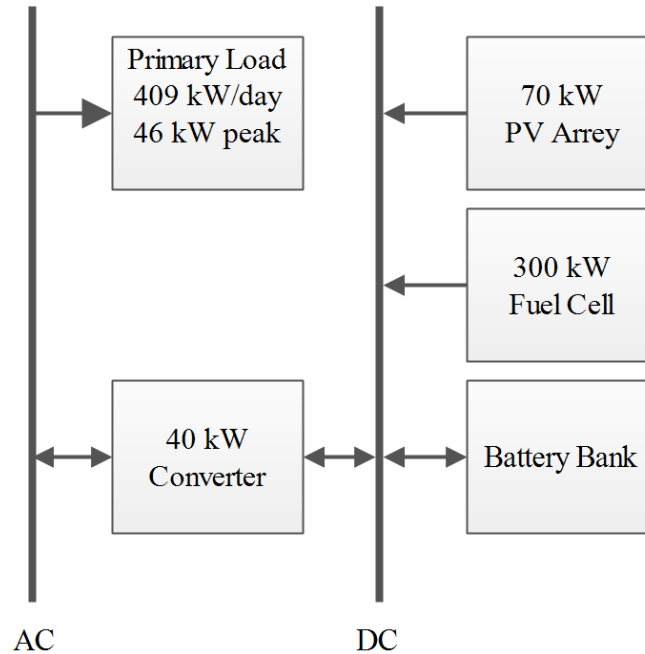 Primary Load
409 kW/day
46 kW peak
70 kW
PV Arrey
300 kW
Fuel Cell
40 kW
Converter
Battery Bank
AC
DC